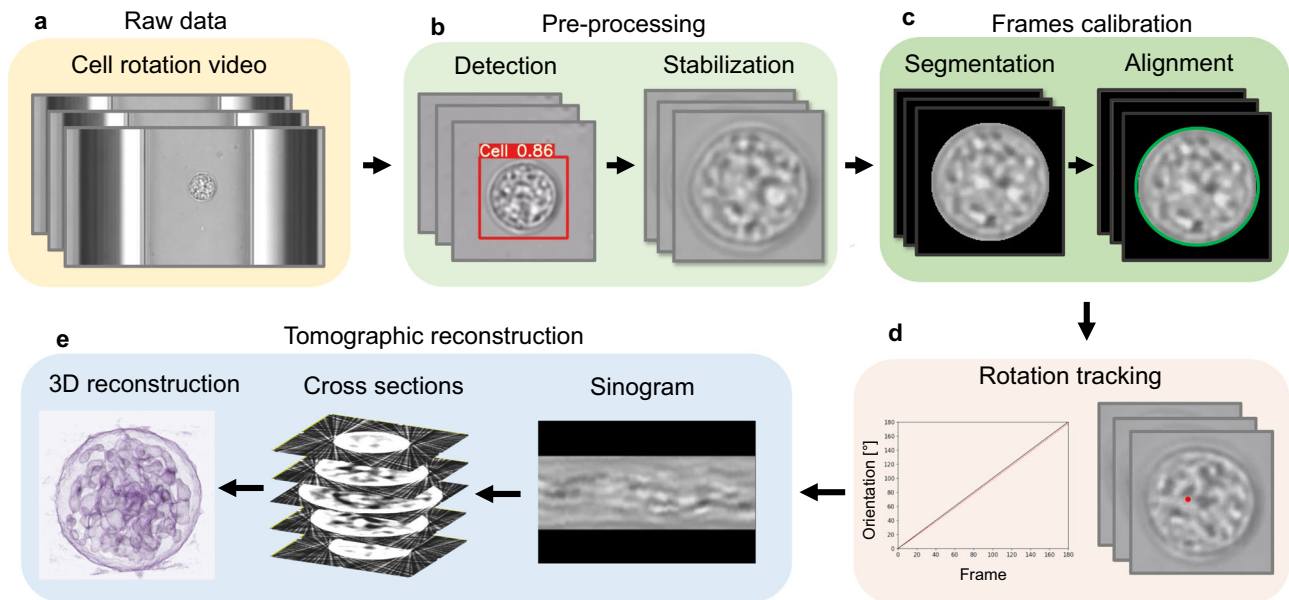 a
Raw data
Cell rotation video
b
Pre-processing
Detection
Stabilization
Cell 0.86
c
Frames calibration
Segmentation
Alignment
d
Rotation tracking
Orientation [°]
180
160
140
120
100
80
60
40
20
0
0 20 40 60 80 100 120 140 160 180
Frame
e
Tomographic reconstruction
3D reconstruction
Cross sections
Sinogram